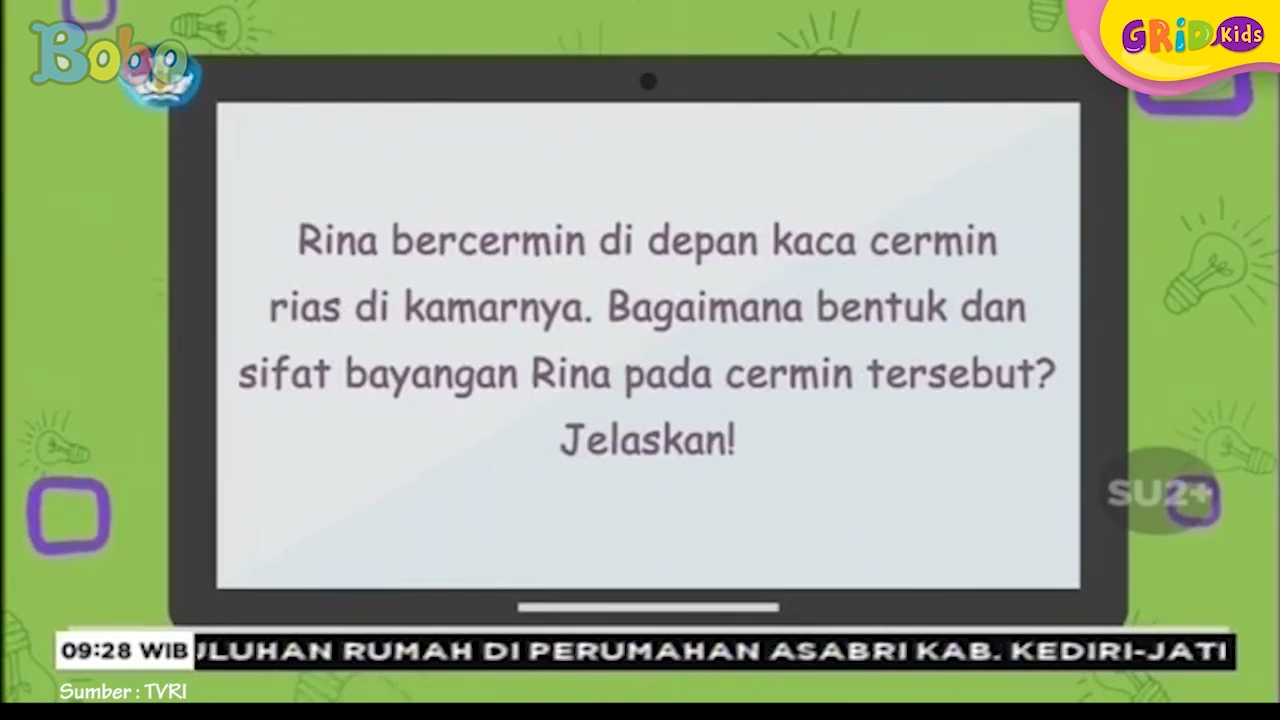 Bobo
GRiD Kids
Rina bercermin di depan kaca cermin
rias di kamarnya. Bagaimana bentuk dan
sifat bayangan Rina pada cermin tersebut?
Jelaskan!
SU2+
09:28 WIB ULUHAN RUMAH DI PERUMAHAN ASABRI KAB. KEDIRI-JATI
Sumber : TVRI